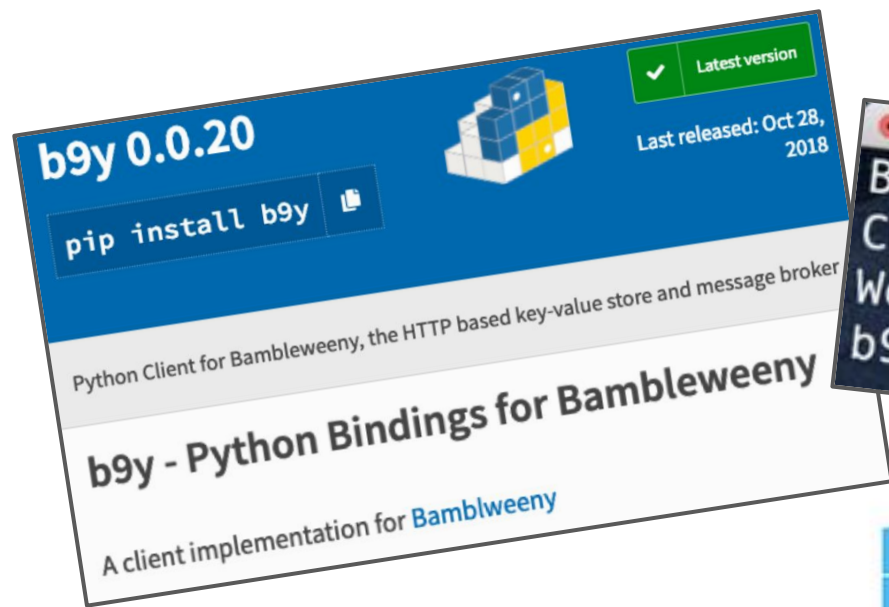 b9y 0.0.20
Latest version
pip install b9y
Last released: Oct 28,
2018
Python Client for Bambleweeny, the HTTP based key-value store and message broker
b9y - Python Bindings for Bambleweeny
A client implementation for Bamblweeny